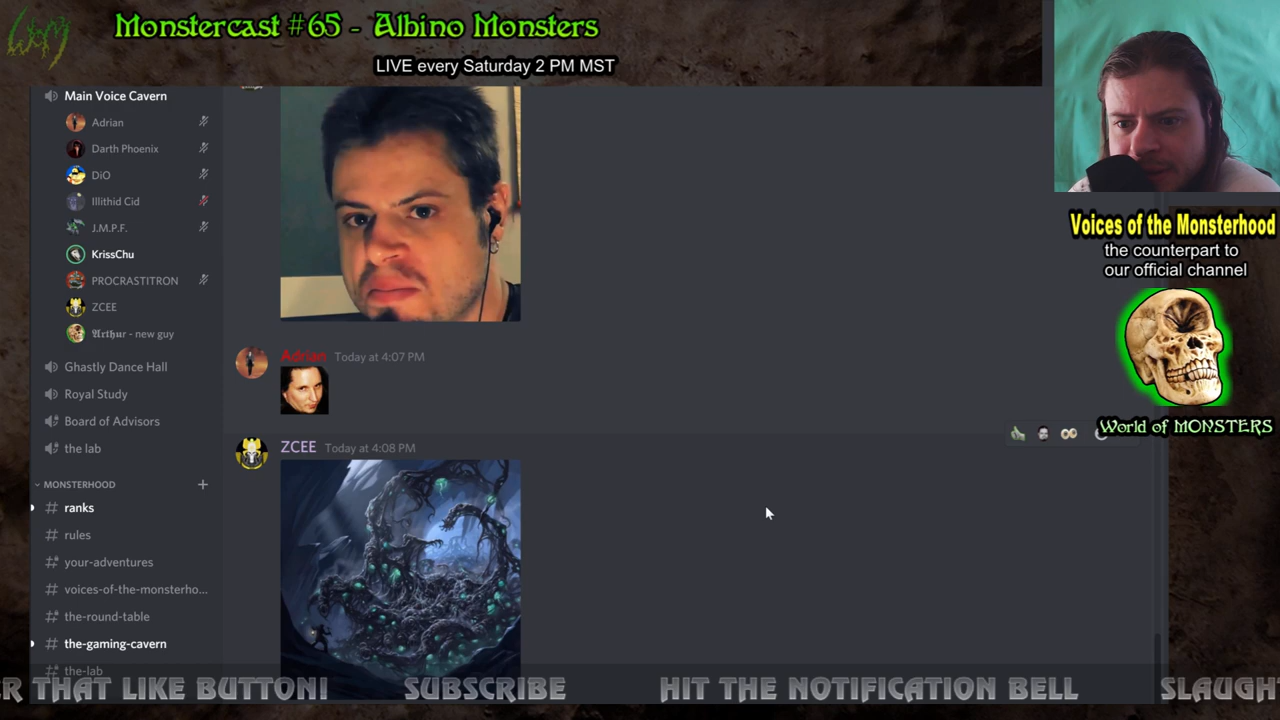 Monstercast #65 - Albino Monsters
LIVE every Saturday 2 PM MST
Main Voice Cavern
Adrian
Darth Phoenix
DiO
Illithid Cid
J.M.P.F.
KrissChu
PROCRASTITRON
ZCEE
𝕬𝖗𝖙𝖍𝖚𝖗 - new guy
Ghastly Dance Hall
Royal Study
Board of Advisors
the lab
MONSTERHOOD
# ranks
# rules
# your-adventures
# voices-of-the-monsterho...
# the-round-table
# the-gaming-cavern
# the-lab
Adrian Today at 4:07 PM
ZCEE Today at 4:08 PM
Voices of the Monsterhood
the counterpart to
our official channel
World of MONSTERS
R THAT LIKE BUTTON! SUBSCRIBE HIT THE NOTIFICATION BELL SLAUGH